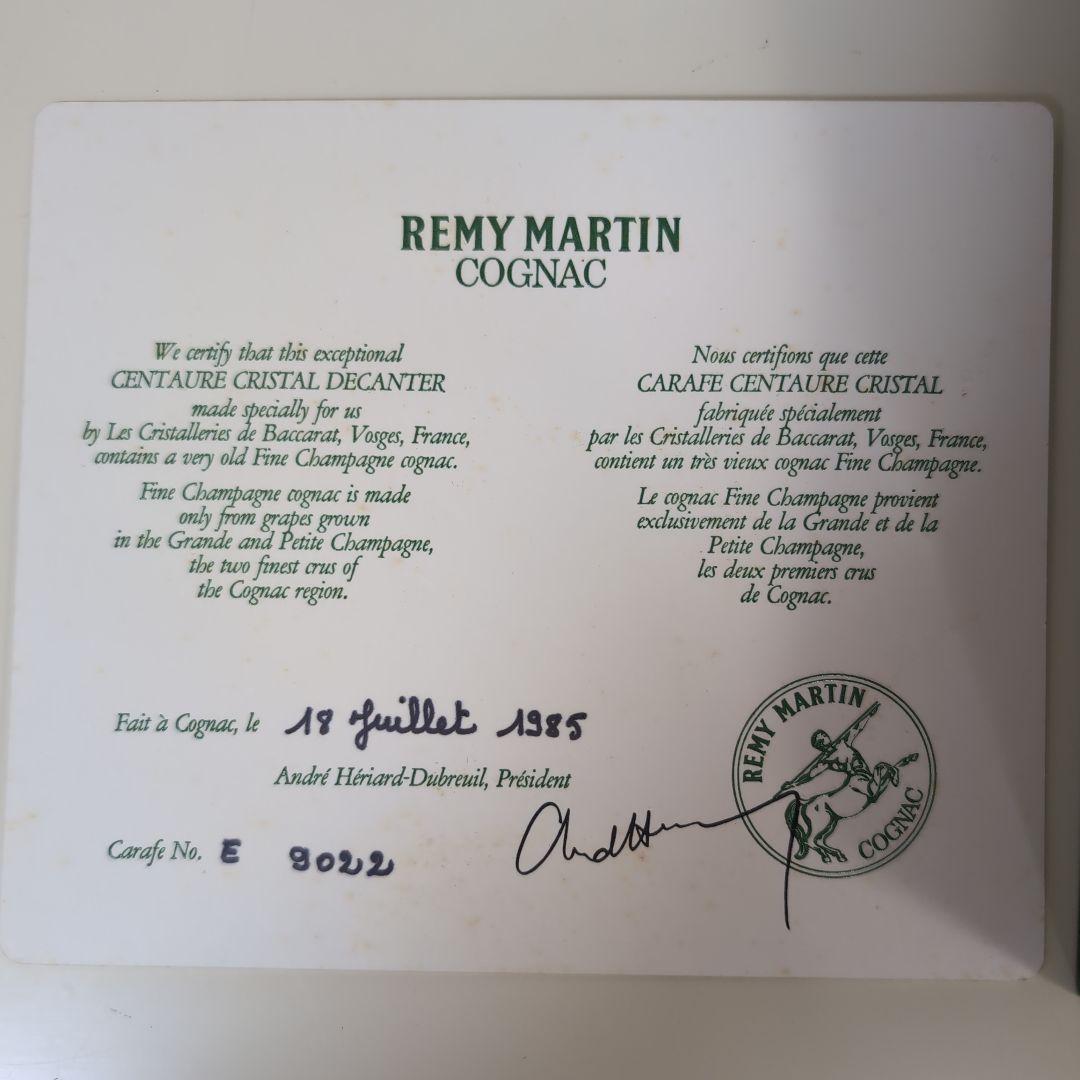 REMY MARTIN
COGNAC
We certify that this exceptional
CENTAURE CRISTAL DECANTER
made specially for us
by Les Cristalleries de Baccarat, Vosges, France,
contains a very old Fine Champagne cognac.
Fine Champagne cognac is made
only from grapes grown
in the Grande and Petite Champagne,
the two finest crus of
the Cognac region.
Nous certifions que cette
CARAFE CENTAURE CRISTAL
fabriquée spécialement
par les Cristalleries de Baccarat, Vosges, France,
contient un très vieux cognac Fine Champagne.
Le cognac Fine Champagne provient
exclusivement de la Grande et de la
Petite Champagne,
les deux premiers crus
de Cognac.
Fait à Cognac, le 18 Juillet 1985
André Hériard-Dubreuil, Président
Carafe No. E 9022
REMY MARTIN
COGNAC